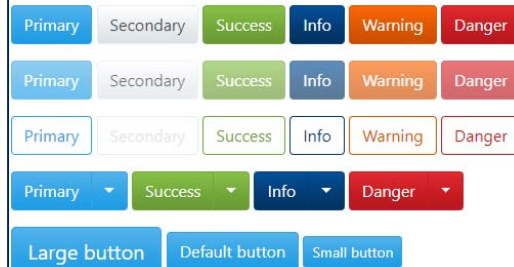 Primary Secondary Success Info Warning Danger
Primary Secondary Success Info Warning Danger
Primary Secondary Success Info Warning Danger
Primary Success Info Danger
Large button Default button Small button